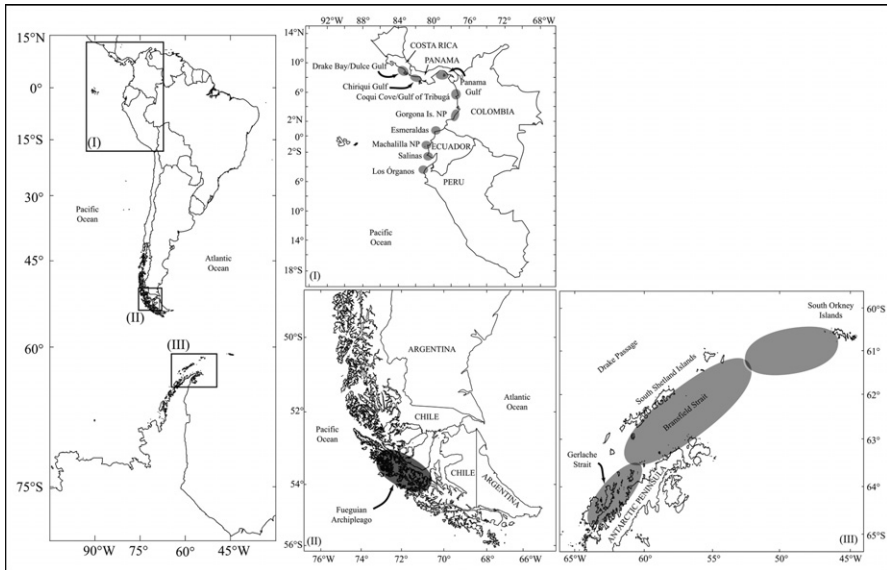 15°N
0°
15°S
30°S
45°S
60°S
75°S
90°W
75°W
60°W
45°W
Pacific
Ocean
Atlantic
Ocean
(I)
(II)
(III)
92°W
88°W
84°W
80°W
76°W
72°W
68°W
14°N
10°
6°
2°
0°
2°S
6°
10°
14°
18°S
COSTA RICA
PANAMA
Drake Bay/Dulce Gulf
Chiriqui Gulf
Panama
Gulf
Coqui Cove/Gulf of Tribugá
Gorgona Is. NP
COLOMBIA
Esmeraldas
Machalilla NP
ECUADOR
Salinas
Los Órganos
PERU
Pacific
Ocean
(I)
50°S
52°S
54°S
56°S
76°W
74°W
72°W
70°W
68°W
66°W
ARGENTINA
Atlantic
Ocean
CHILE
Pacific
Ocean
CHILE
ARGENTINA
Fueguian
Archipleago
(II)
60°S
61°S
62°S
63°S
64°S
65°S
65°W
60°W
55°W
50°W
45°W
South Orkney
Islands
Drake Passage
South Shetland Islands
Bransfield Strait
Gerlache
Strait
ANTARCTIC PENINSULA
(III)